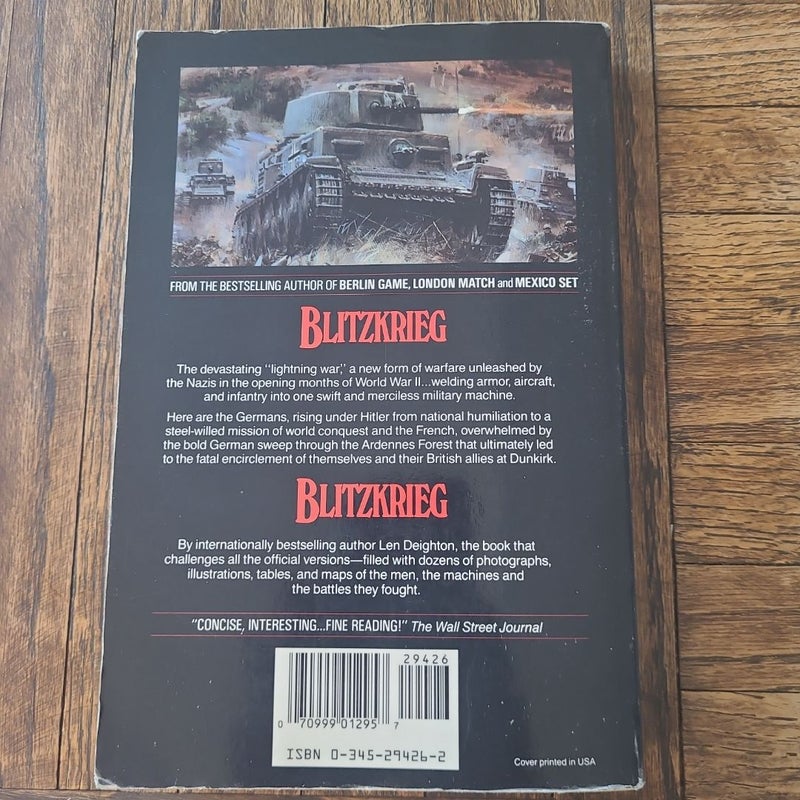 FROM THE BESTSELLING AUTHOR OF BERLIN GAME, LONDON MATCH and MEXICO SET
BLITZKRIEG
The devastating "lightning war," a new form of warfare unleashed by
the Nazis in the opening months of World War II...welding armor, aircraft,
and infantry into one swift and merciless military machine.
Here are the Germans, rising under Hitler from national humiliation to a
steel-willed mission of world conquest and the French, overwhelmed by
the bold German sweep through the Ardennes Forest that ultimately led
to the fatal encirclement of themselves and their British allies at Dunkirk.
BLITZKRIEG
By internationally bestselling author Len Deighton, the book that
challenges all the official versions—filled with dozens of photographs,
illustrations, tables, and maps of the men, the machines and
the battles they fought.
"CONCISE, INTERESTING...FINE READING!" The Wall Street Journal
29426
0 70999 01295 7
ISBN 0-345-29426-2
Cover printed in USA